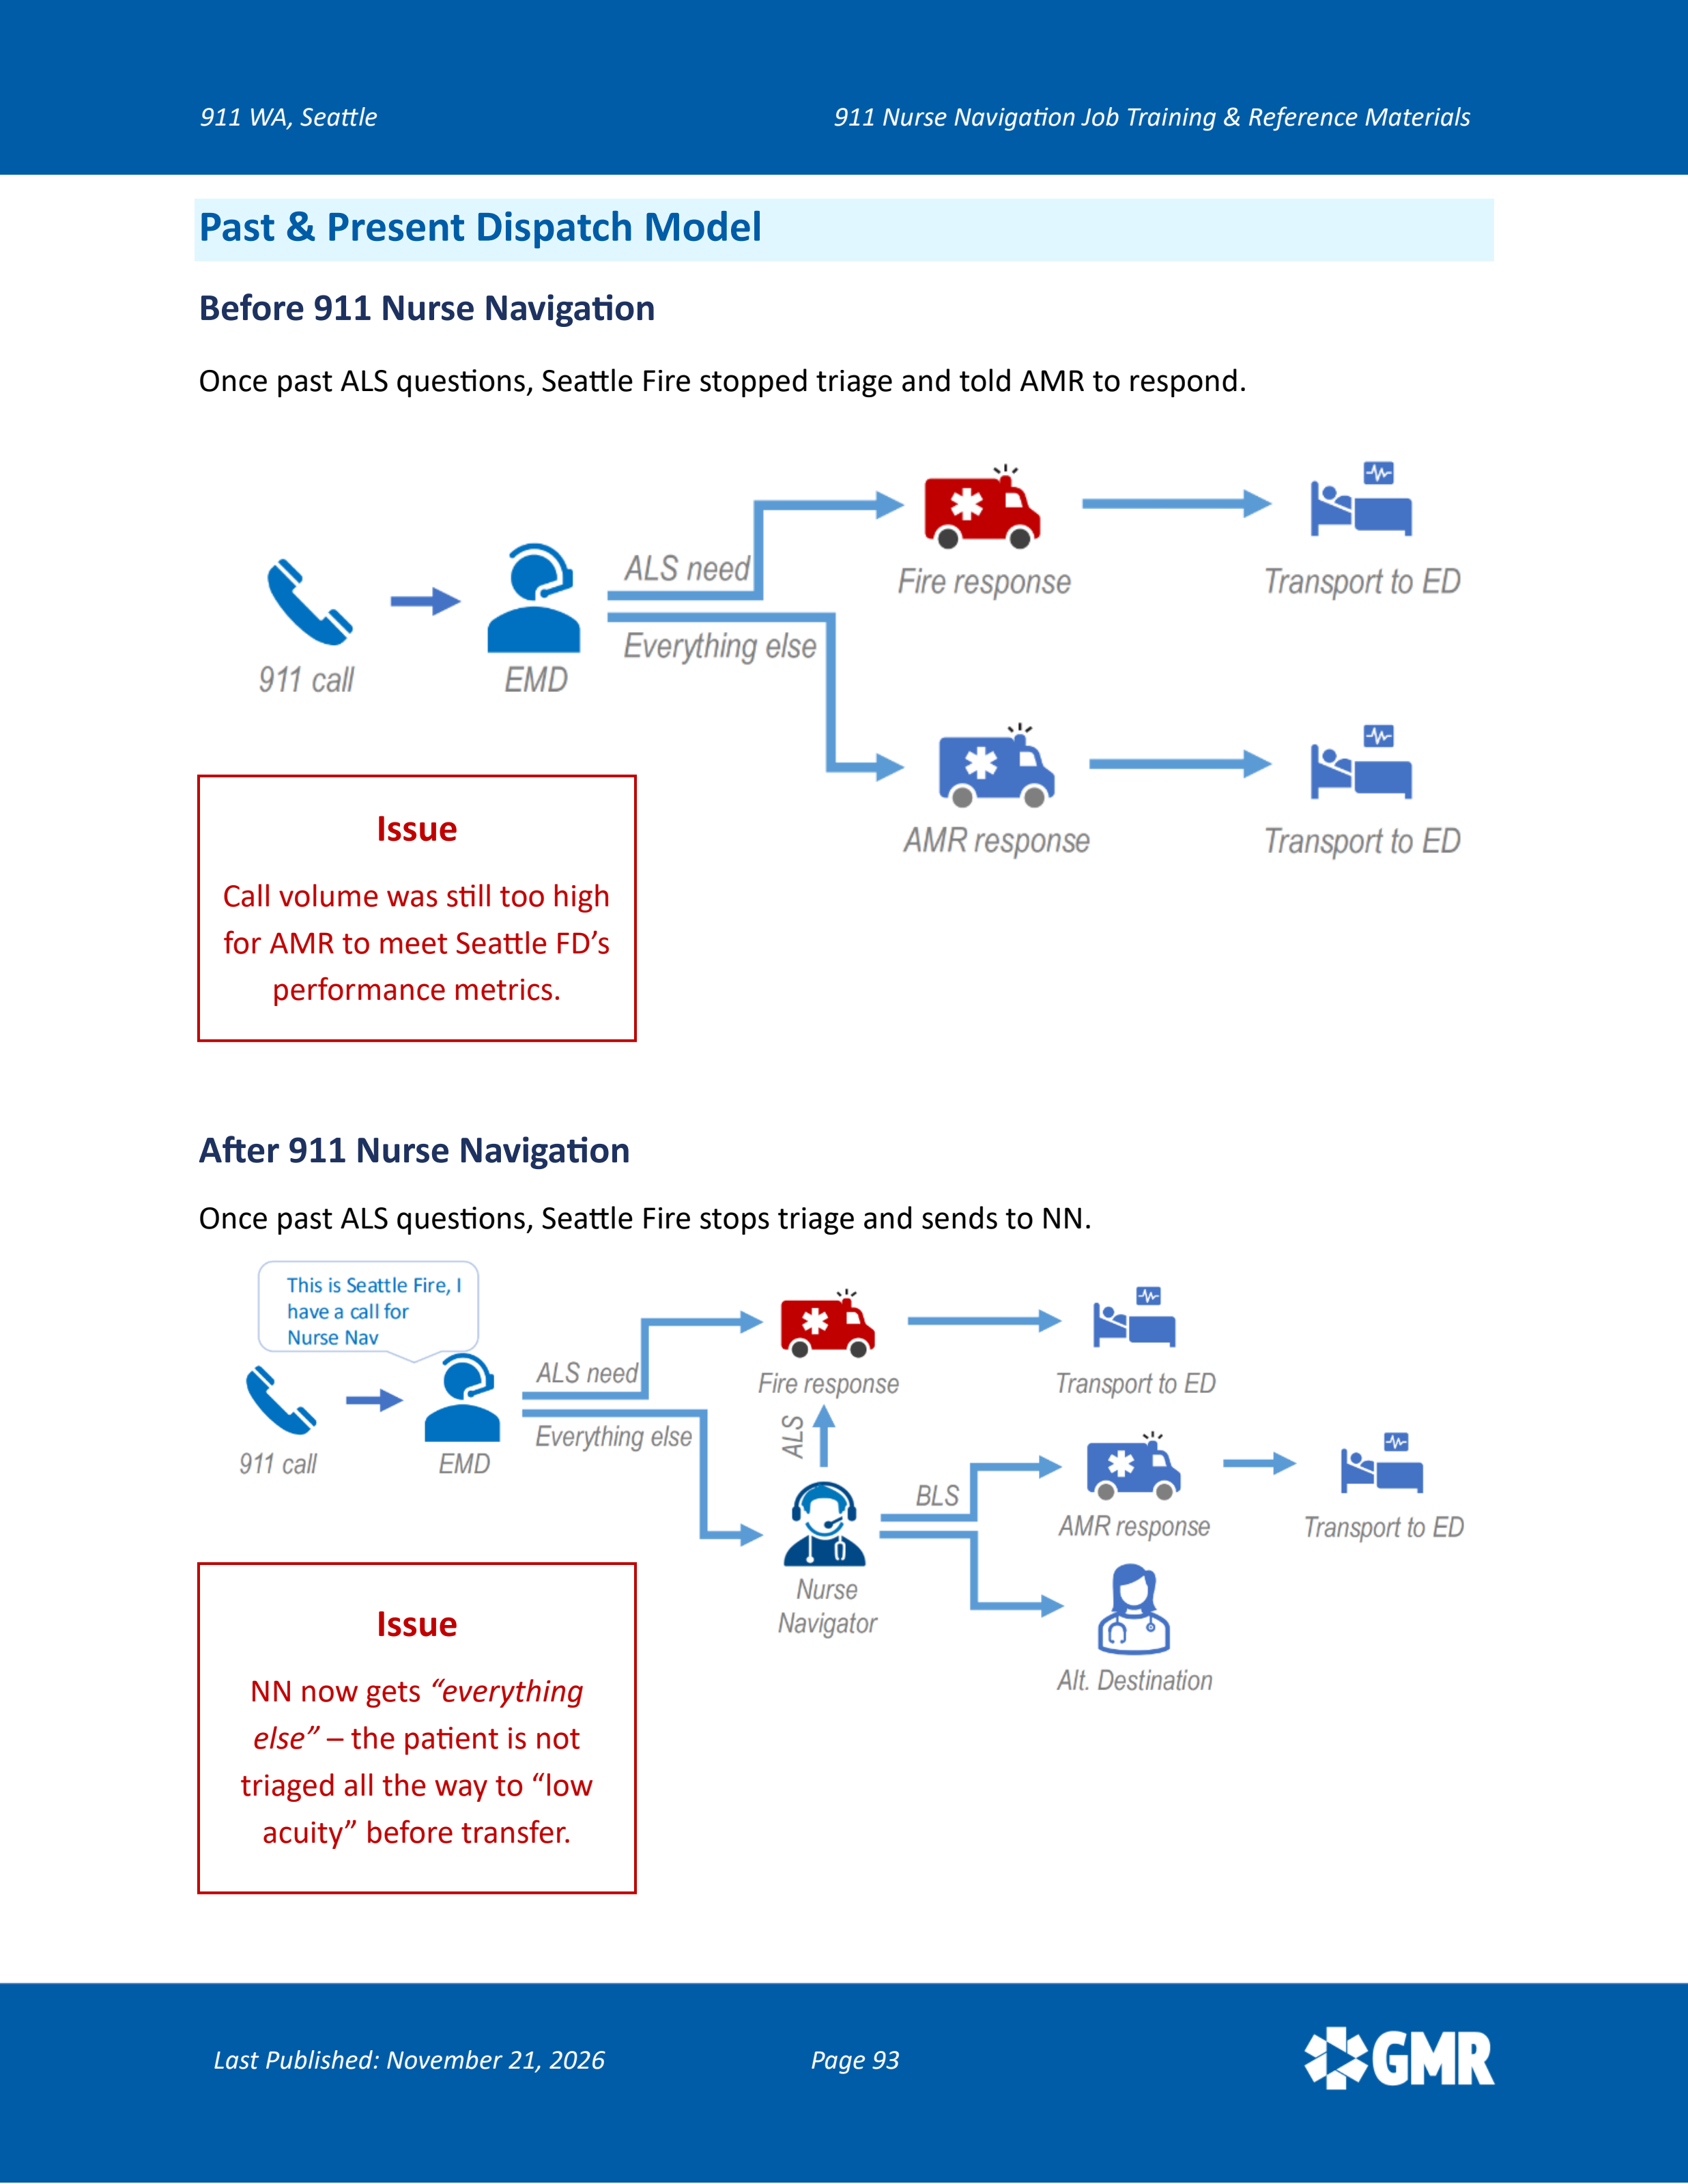 911 WA, Seattle
911 Nurse Navigation Job Training & Reference Materials
Past & Present Dispatch Model
Before 911 Nurse Navigation
Once past ALS questions, Seattle Fire stopped triage and told AMR to respond.
911 call
EMD
ALS need
Everything else
Fire response
Transport to ED
AMR response
Transport to ED
Issue
Call volume was still too high
for AMR to meet Seattle FD’s
performance metrics.
After 911 Nurse Navigation
Once past ALS questions, Seattle Fire stops triage and sends to NN.
This is Seattle Fire, I
have a call for
Nurse Nav
911 call
EMD
ALS need
Everything else
Fire response
Transport to ED
ALS
Nurse
Navigator
BLS
AMR response
Transport to ED
Alt. Destination
Issue
NN now gets “everything
else” – the patient is not
triaged all the way to “low
acuity” before transfer.
Last Published: November 21, 2026
Page 93
GMR